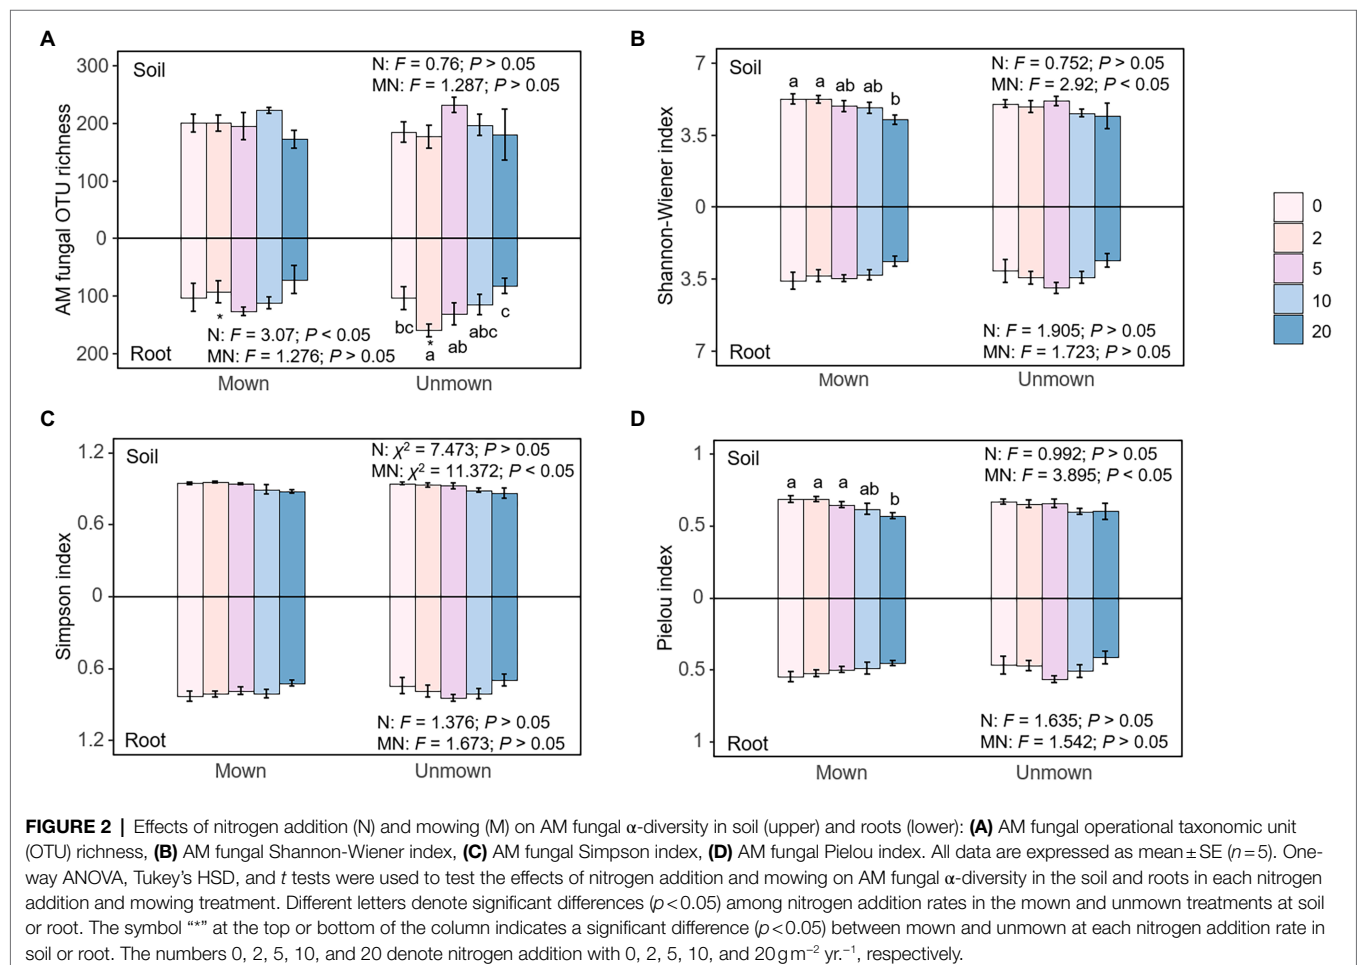 A
300
200
100
0
100
200
AM fungal OTU richness
Soil
N: F = 0.76; P > 0.05
MN: F = 1.287; P > 0.05
*
bc
*
a
ab
abc
c
N: F = 3.07; P < 0.05
MN: F = 1.276; P > 0.05
Root
Mown
Unmown
B
7
3.5
0
3.5
7
Shannon-Wiener index
Soil
N: F = 0.752; P > 0.05
MN: F = 2.92; P < 0.05
a a ab ab b
N: F = 1.905; P > 0.05
MN: F = 1.723; P > 0.05
Root
Mown
Unmown
0
2
5
10
20
C
1.2
0.6
0
0.6
1.2
Simpson index
Soil
N: χ² = 7.473; P > 0.05
MN: χ² = 11.372; P < 0.05
N: F = 1.376; P > 0.05
MN: F = 1.673; P > 0.05
Root
Mown
Unmown
D
1
0.5
0
0.5
1
Pielou index
Soil
N: F = 0.992; P > 0.05
MN: F = 3.895; P < 0.05
a a a ab b
N: F = 1.635; P > 0.05
MN: F = 1.542; P > 0.05
Root
Mown
Unmown
FIGURE 2 | Effects of nitrogen addition (N) and mowing (M) on AM fungal α-diversity in soil (upper) and roots (lower): (A) AM fungal operational taxonomic unit
(OTU) richness, (B) AM fungal Shannon-Wiener index, (C) AM fungal Simpson index, (D) AM fungal Pielou index. All data are expressed as mean ± SE (n = 5). One-
way ANOVA, Tukey's HSD, and t tests were used to test the effects of nitrogen addition and mowing on AM fungal α-diversity in the soil and roots in each nitrogen
addition and mowing treatment. Different letters denote significant differences (p < 0.05) among nitrogen addition rates in the mown and unmown treatments at soil
or root. The symbol “*” at the top or bottom of the column indicates a significant difference (p < 0.05) between mown and unmown at each nitrogen addition rate in
soil or root. The numbers 0, 2, 5, 10, and 20 denote nitrogen addition with 0, 2, 5, 10, and 20 g m⁻² yr.⁻¹, respectively.